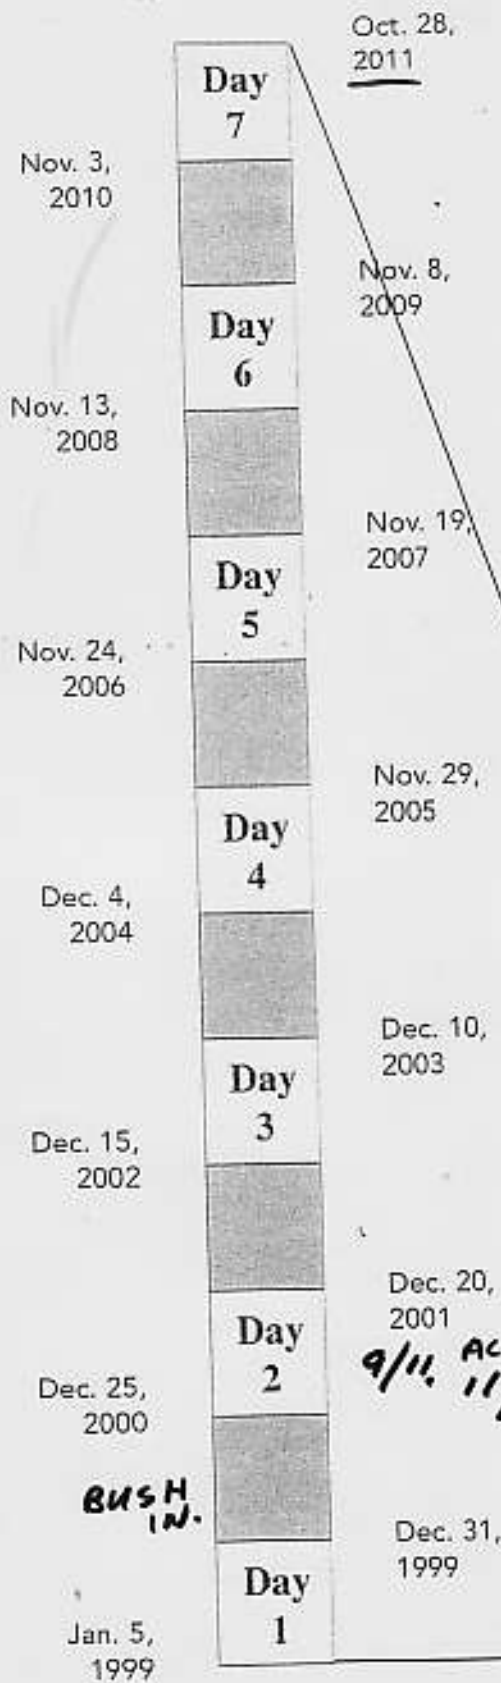 Oct. 28,
2011
Day
7
Nov. 3,
2010
Nov. 8,
2009
Day
6
Nov. 13,
2008
Nov. 19,
2007
Day
5
Nov. 24,
2006
Nov. 29,
2005
Day
4
Dec. 4,
2004
Dec. 10,
2003
Day
3
Dec. 15,
2002
Dec. 20,
2001
Day
2
9/11.
Dec. 25,
2000
BUSH
IN.
Dec. 31,
1999
Day
1
Jan. 5,
1999